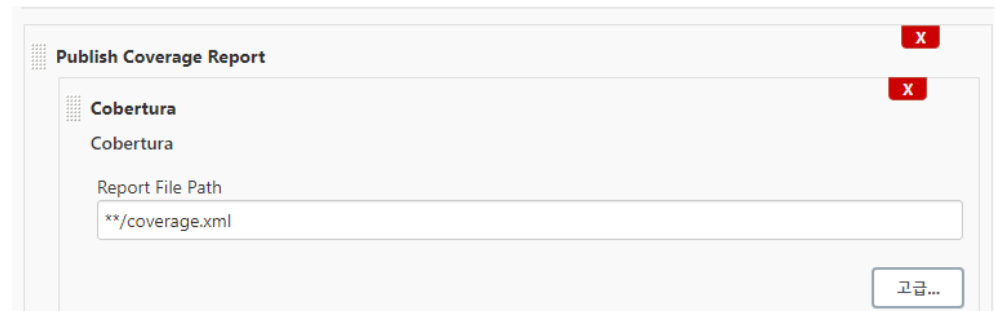 X
Publish Coverage Report
X
Cobertura
Cobertura
Report File Path
**/coverage.xml
고급...